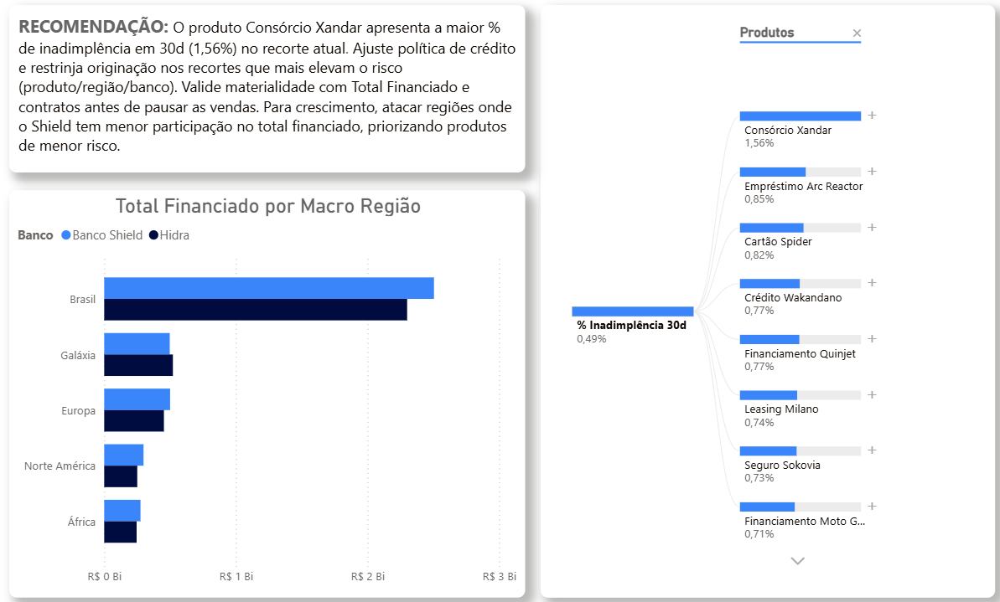 RECOMENDAÇÃO: O produto Consórcio Xandar apresenta a maior %
de inadimplência em 30d (1,56%) no recorte atual. Ajuste política de crédito
e restrinja originação nos recortes que mais elevam o risco
(produto/região/banco). Valide materialidade com Total Financiado e
contratos antes de pausar as vendas. Para crescimento, atacar regiões onde
o Shield tem menor participação no total financiado, priorizando produtos
de menor risco.
Total Financiado por Macro Região
Banco Banco Shield Hidra
Brasil
Galáxia
Europa
Norte América
África
R$ 0 Bi R$ 1 Bi R$ 2 Bi R$ 3 Bi
% Inadimplência 30d
0,49%
Produtos
Consórcio Xandar
1,56%
Empréstimo Arc Reactor
0,85%
Cartão Spider
0,82%
Crédito Wakandano
0,77%
Financiamento Quinjet
0,77%
Leasing Milano
0,74%
Seguro Sokovia
0,73%
Financiamento Moto G...
0,71%